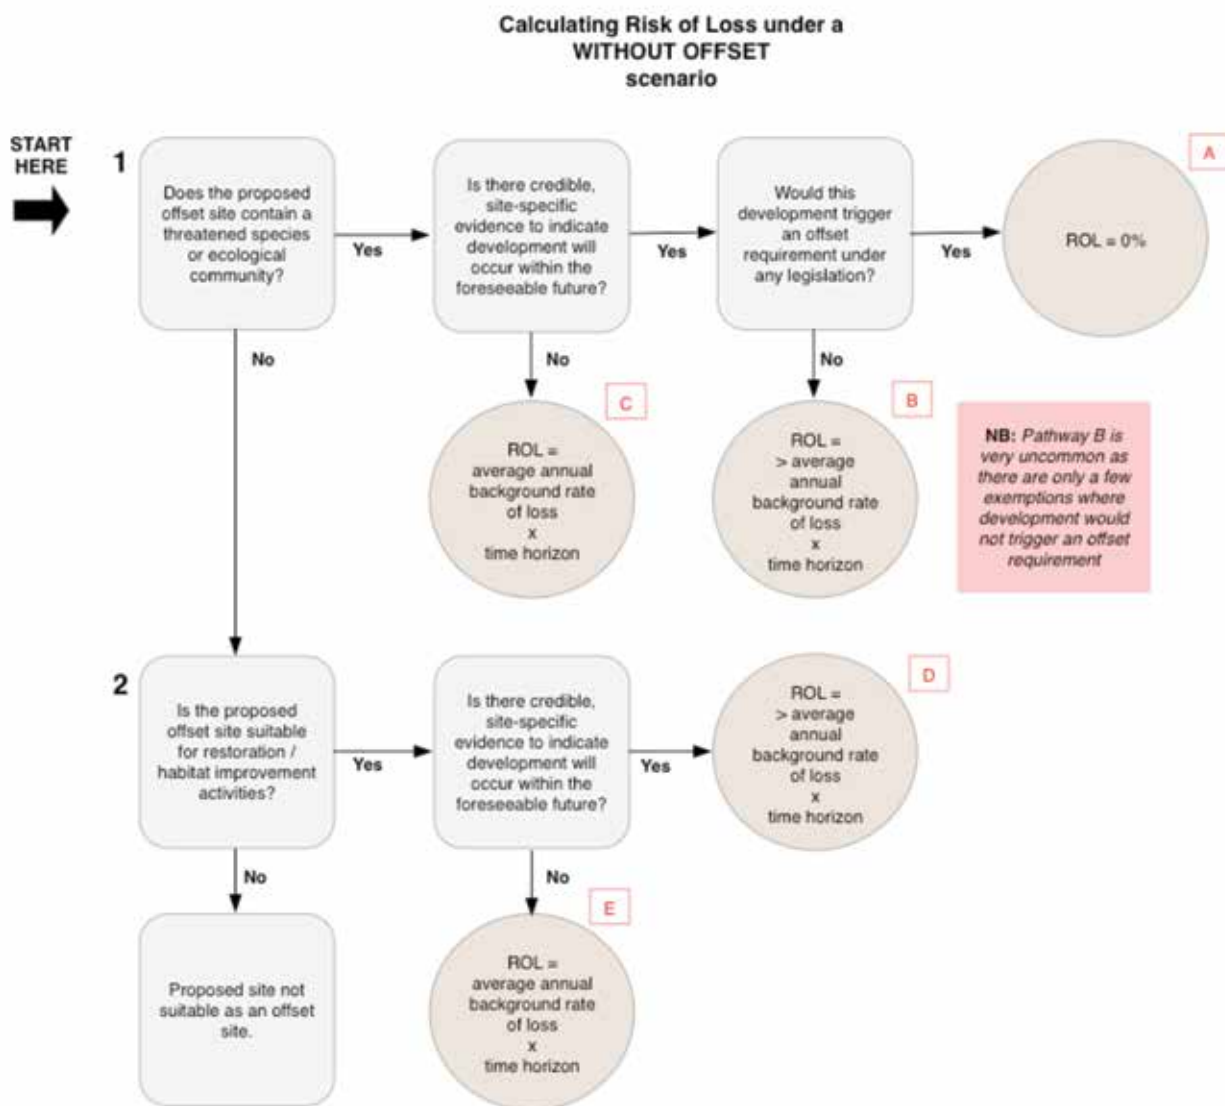 Calculating Risk of Loss under a
WITHOUT OFFSET
scenario
START
HERE
1
Does the proposed
offset site contain a
threatened species
or ecological
community?
Yes
Is there credible,
site-specific
evidence to indicate
development will
occur within the
foreseeable future?
Yes
Would this
development trigger
an offset
requirement under
any legislation?
Yes
A
ROL = 0%
No
No
No
C
ROL =
average annual
background rate
of loss
x
time horizon
B
ROL =
> average
annual
background rate
of loss
x
time horizon
NB: Pathway B is
very uncommon as
there are only a few
exemptions where
development would
not trigger an offset
requirement
2
Is the proposed
offset site suitable
for restoration /
habitat improvement
activities?
Yes
Is there credible,
site-specific
evidence to indicate
development will
occur within the
foreseeable future?
Yes
D
ROL =
> average
annual
background rate
of loss
x
time horizon
No
No
Proposed site not
suitable as an offset
site.
E
ROL =
average annual
background rate
of loss
x
time horizon